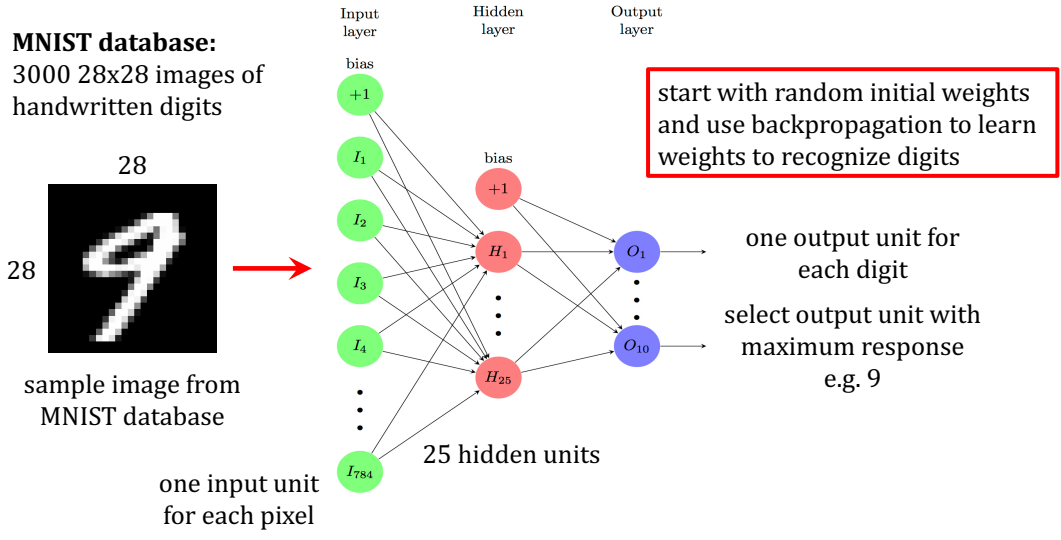 MNIST database:
3000 28x28 images of
handwritten digits
28
28
sample image from
MNIST database
one input unit
for each pixel
Input
layer
bias
+1
I₁
I₂
I₃
I₄
I₇₈₄
Hidden
layer
bias
+1
H₁
H₂₅
25 hidden units
Output
layer
O₁
O₁₀
start with random initial weights
and use backpropagation to learn
weights to recognize digits
one output unit for
each digit
select output unit with
maximum response
e.g. 9